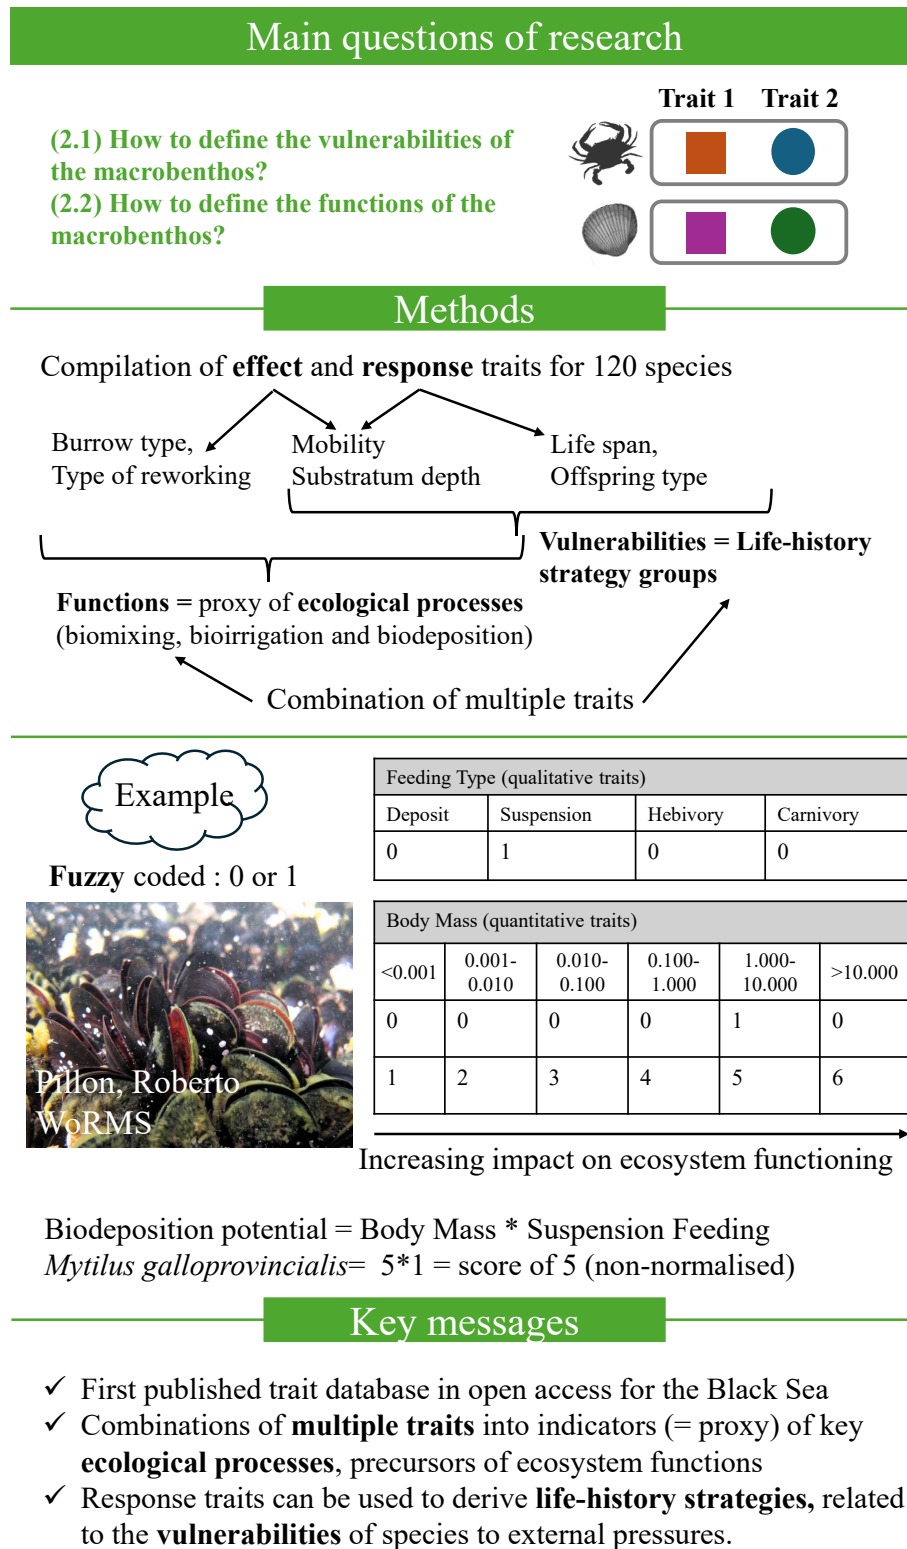 Main questions of research
Trait 1 Trait 2
(2.1) How to define the vulnerabilities of
the macrobenthos?
(2.2) How to define the functions of the
macrobenthos?
Methods
Compilation of effect and response traits for 120 species
Burrow type,
Type of reworking
Mobility
Substratum depth
Life span,
Offspring type
Vulnerabilities = Life-history
strategy groups
Functions = proxy of ecological processes
(biomixing, bioirrigation and biodeposition)
Combination of multiple traits
Example
Fuzzy coded : 0 or 1
Pillon, Roberto
WoRMS
Feeding Type (qualitative traits)
Deposit Suspension Hebivory Carnivory
0 1 0 0
Body Mass (quantitative traits)
<0.001 0.001-0.010 0.010-0.100 0.100-1.000 1.000-10.000 >10.000
0 0 0 0 1 0
1 2 3 4 5 6
Increasing impact on ecosystem functioning
Biodeposition potential = Body Mass * Suspension Feeding
Mytilus galloprovincialis= 5*1 = score of 5 (non-normalised)
Key messages
✓ First published trait database in open access for the Black Sea
✓ Combinations of multiple traits into indicators (= proxy) of key
ecological processes, precursors of ecosystem functions
✓ Response traits can be used to derive life-history strategies, related
to the vulnerabilities of species to external pressures.